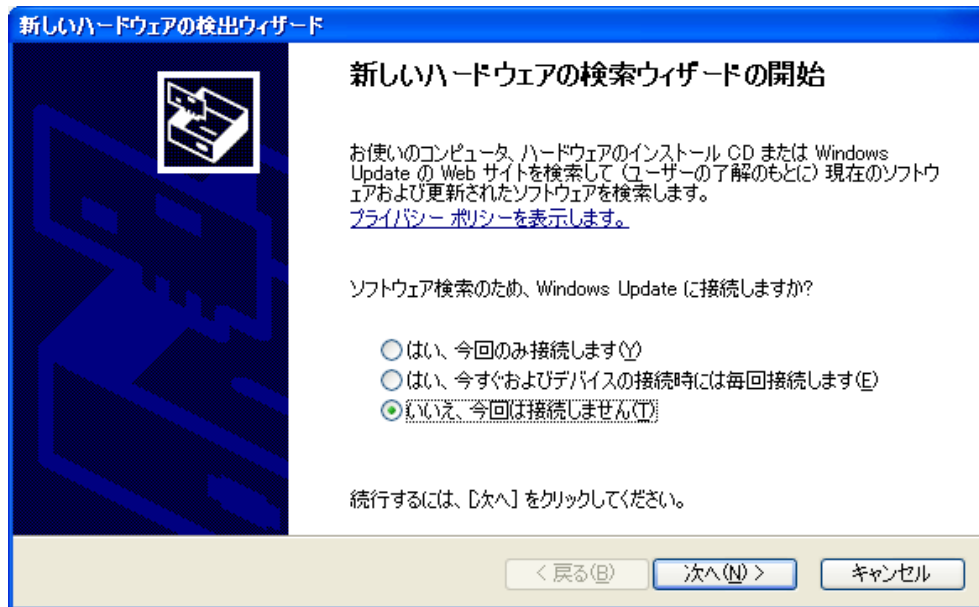 新しいハードウェアの検出ウィザード
新しいハードウェアの検索ウィザードの開始
お使いのコンピュータ、ハードウェアのインストール CD または Windows
Update の Web サイトを検索して (ユーザーの了解のもとに) 現在のソフトウ
ェアおよび更新されたソフトウェアを検索します。
プライバシー ポリシーを表示します。
ソフトウェア検索のため、Windows Update に接続しますか?
はい、今回のみ接続します(Y)
はい、今すぐおよびデバイスの接続時には毎回接続します(E)
いいえ、今回は接続しません(T)
続行するには、[次へ] をクリックしてください。
< 戻る(B) 次へ(N) > キャンセル